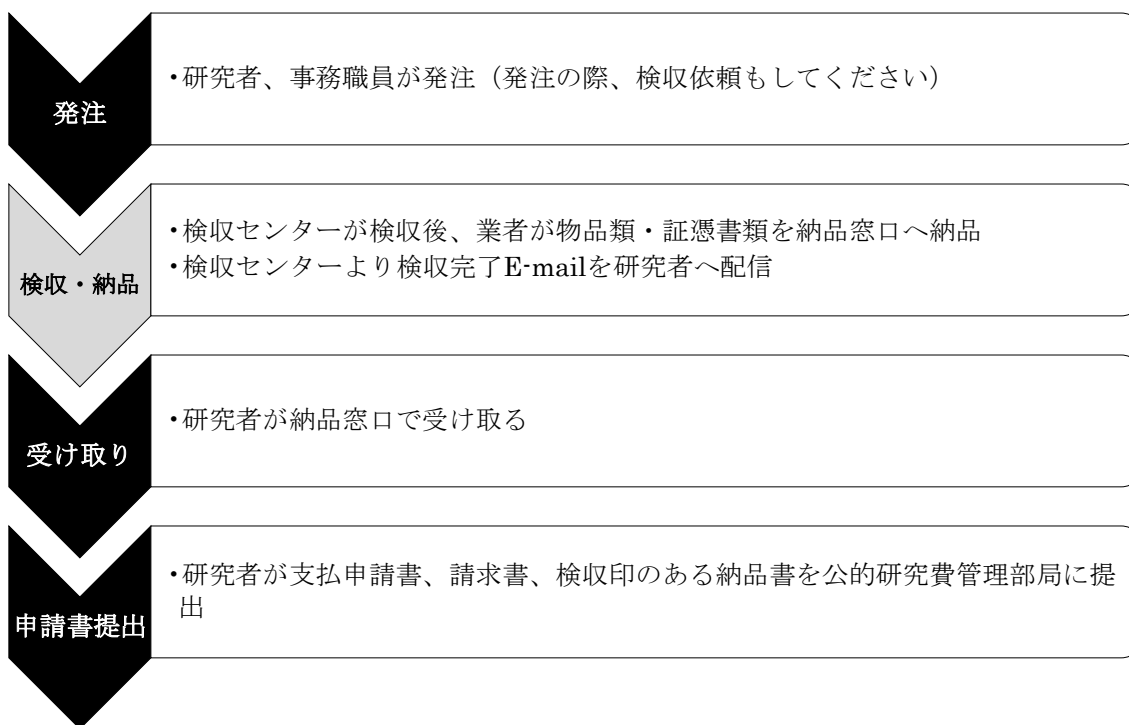 発注
・研究者、事務職員が発注（発注の際、検収依頼もしてください）
検収・納品
・検収センターが検収後、業者が物品類・証憑書類を納品窓口へ納品
・検収センターより検収完了E-mailを研究者へ配信
受け取り
・研究者が納品窓口で受け取る
申請書提出
・研究者が支払申請書、請求書、検収印のある納品書を公的研究費管理部局に提
出